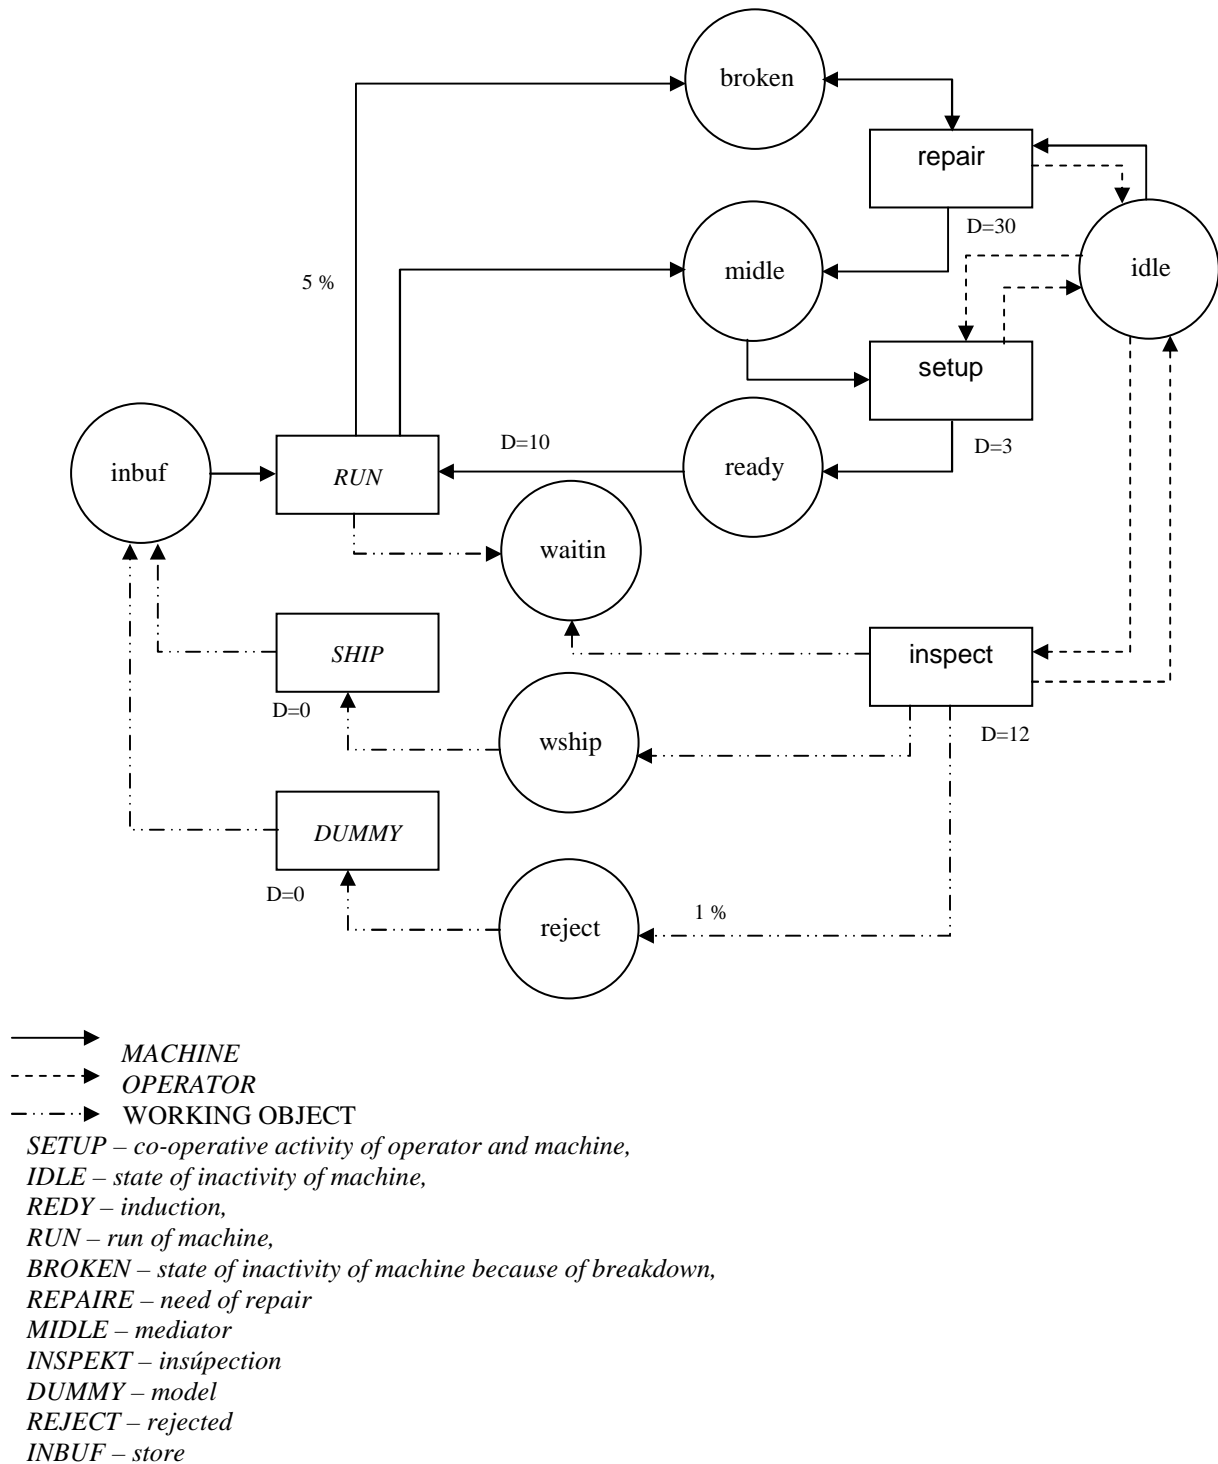 broken
repair
D=30
midle
idle
5 %
setup
D=3
D=10
inbuf
RUN
ready
waitin
SHIP
inspect
D=0
wship
D=12
DUMMY
D=0
reject
1 %
MACHINE
OPERATOR
WORKING OBJECT
SETUP – co-operative activity of operator and machine,
IDLE – state of inactivity of machine,
REDY – induction,
RUN – run of machine,
BROKEN – state of inactivity of machine because of breakdown,
REPAIRE – need of repair
MIDLE – mediator
INSPEKT – insúpection
DUMMY – model
REJECT – rejected
INBUF – store